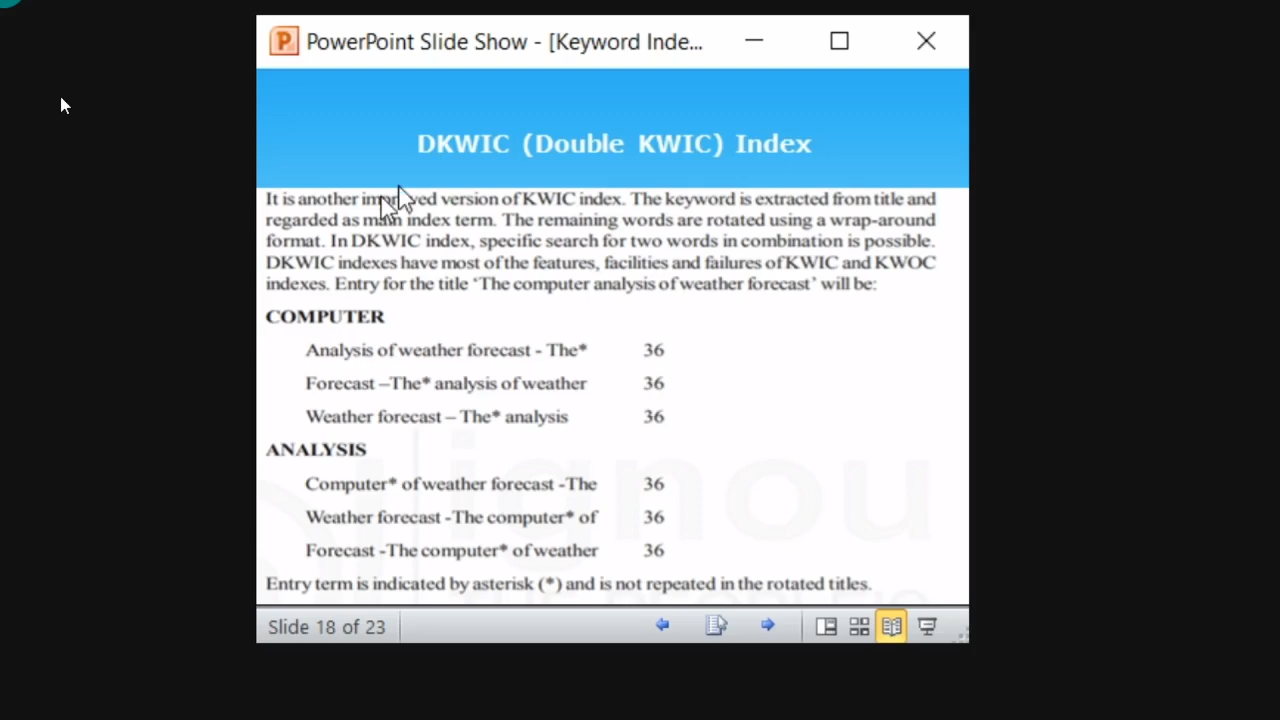 PowerPoint Slide Show - [Keyword Inde...
DKWIC (Double KWIC) Index
It is another improved version of KWIC index. The keyword is extracted from title and
regarded as main index term. The remaining words are rotated using a wrap-around
format. In DKWIC index, specific search for two words in combination is possible.
DKWIC indexes have most of the features, facilities and failures of KWIC and KWOC
indexes. Entry for the title ‘The computer analysis of weather forecast’ will be:
COMPUTER
Analysis of weather forecast - The* 36
Forecast –The* analysis of weather 36
Weather forecast – The* analysis 36
ANALYSIS
Computer* of weather forecast -The 36
Weather forecast -The computer* of 36
Forecast -The computer* of weather 36
Entry term is indicated by asterisk (*) and is not repeated in the rotated titles.
ignou
Slide 18 of 23